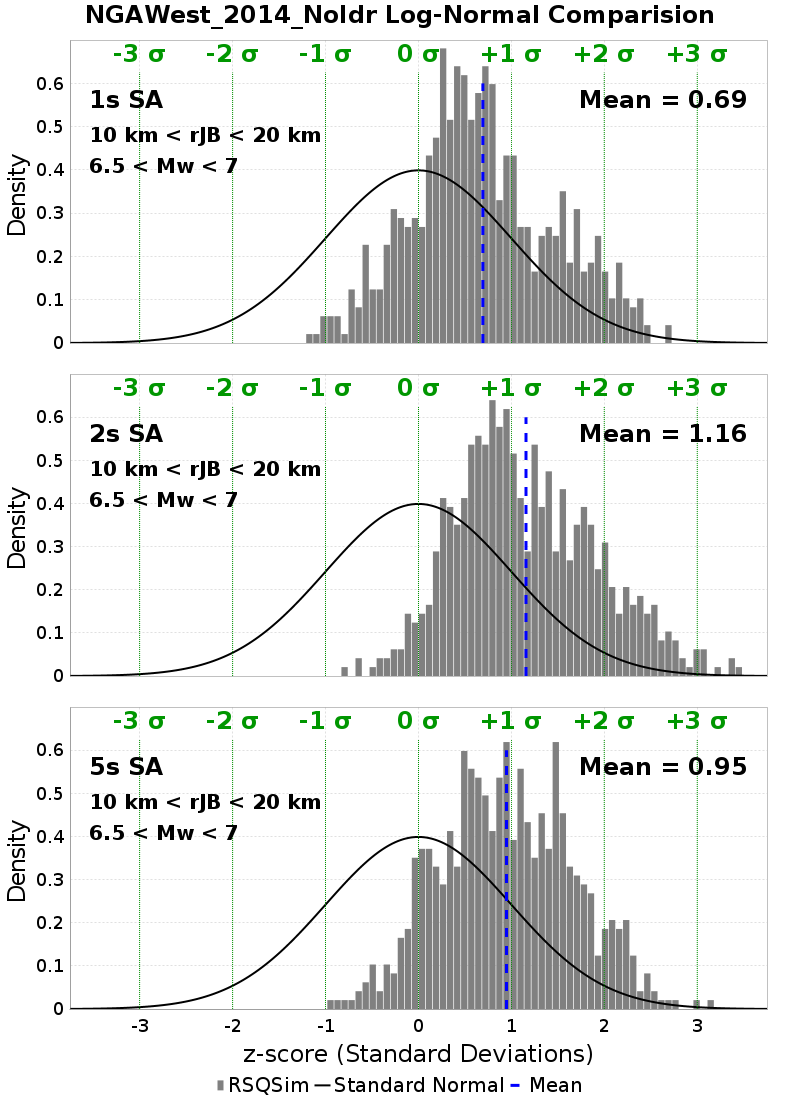 NGAWest_2014_NoIdr Log-Normal Comparision
-3 σ -2 σ -1 σ 0 σ +1 σ +2 σ +3 σ
1s SA Mean = 0.69
10 km < rJB < 20 km
6.5 < Mw < 7
Density
0.6
0.5
0.4
0.3
0.2
0.1
0
-3 σ -2 σ -1 σ 0 σ +1 σ +2 σ +3 σ
2s SA Mean = 1.16
10 km < rJB < 20 km
6.5 < Mw < 7
Density
0.6
0.5
0.4
0.3
0.2
0.1
0
-3 σ -2 σ -1 σ 0 σ +1 σ +2 σ +3 σ
5s SA Mean = 0.95
10 km < rJB < 20 km
6.5 < Mw < 7
Density
0.6
0.5
0.4
0.3
0.2
0.1
0
-3 -2 -1 0 1 2 3
z-score (Standard Deviations)
RSQSim Standard Normal Mean